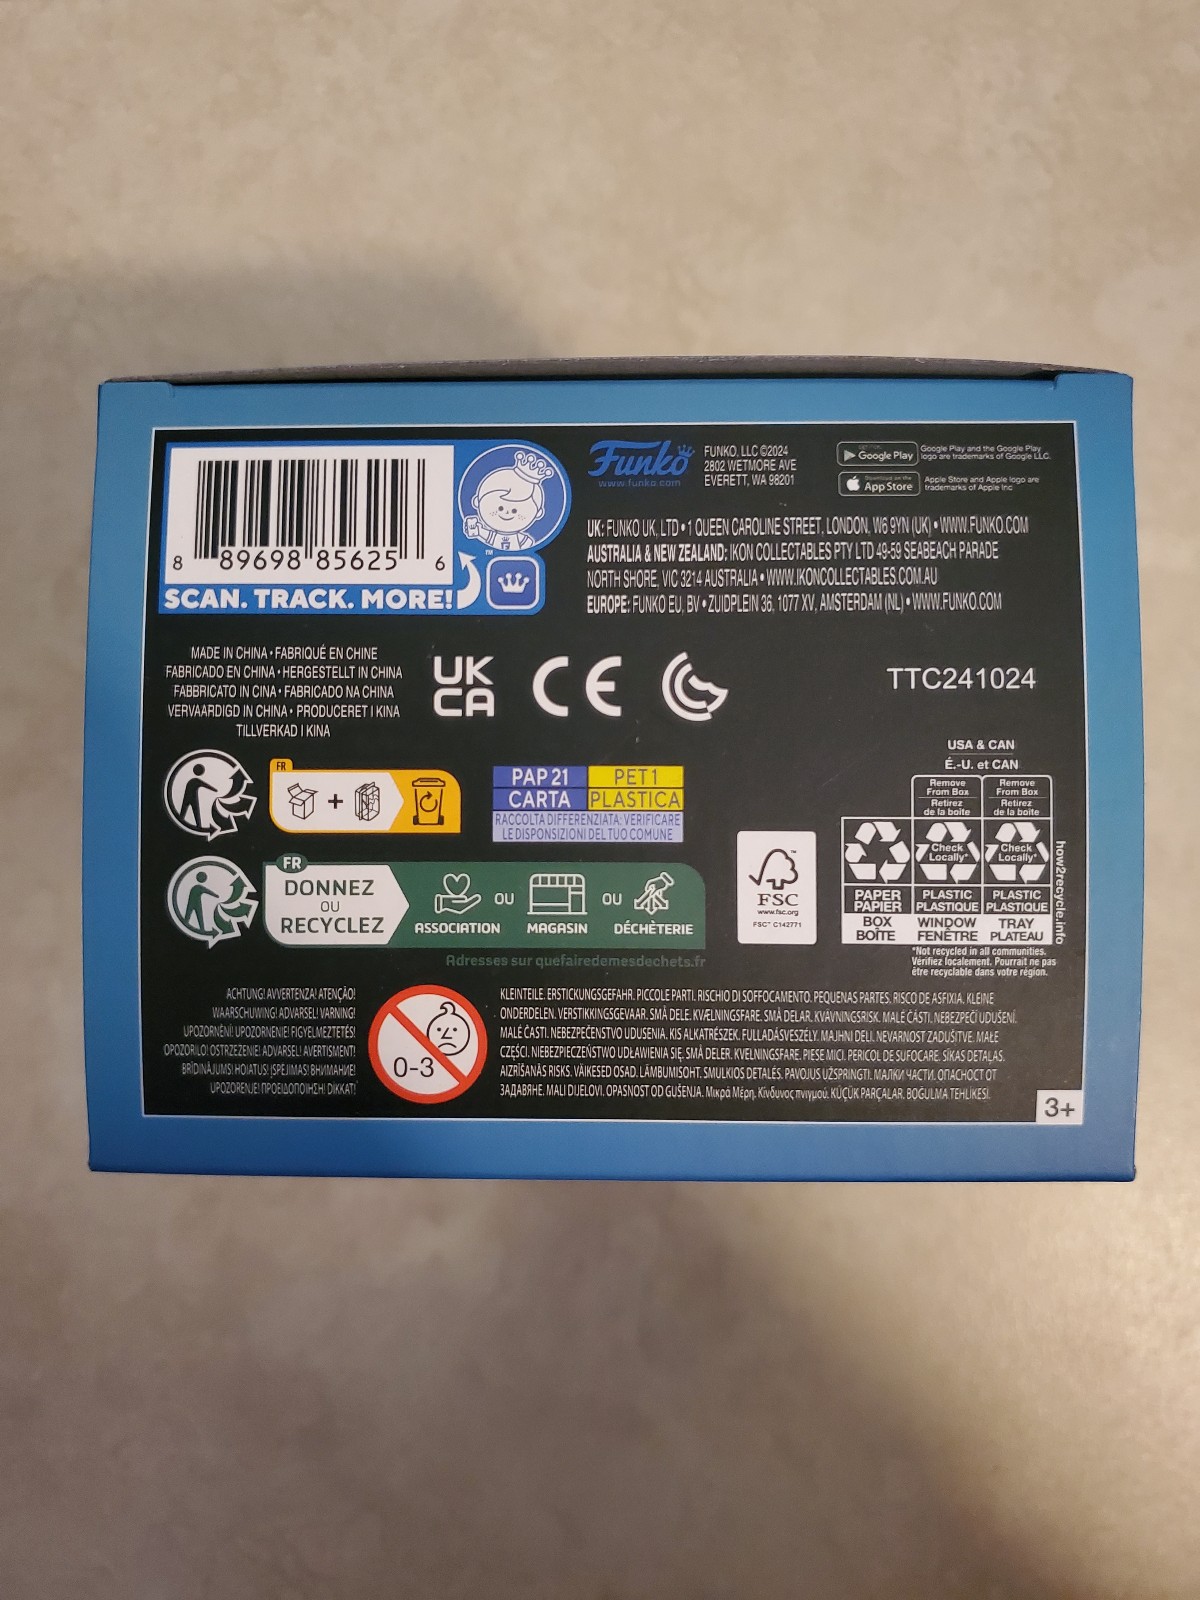 8 89698 85625 6
SCAN. TRACK. MORE!
™
Funko
www.funko.com
FUNKO, LLC ©2024
2802 WETMORE AVE
EVERETT, WA 98201
GET IT ON
Google Play
Google Play and the Google Play
logo are trademarks of Google LLC.
Download on the
App Store
Apple Store and Apple logo are
trademarks of Apple Inc
UK: FUNKO UK, LTD • 1 QUEEN CAROLINE STREET, LONDON, W6 9YN (UK) • WWW.FUNKO.COM
AUSTRALIA & NEW ZEALAND: IKON COLLECTABLES PTY LTD 49-59 SEABEACH PARADE
NORTH SHORE, VIC 3214 AUSTRALIA • WWW.IKONCOLLECTABLES.COM.AU
EUROPE: FUNKO EU, BV • ZUIDPLEIN 36, 1077 XV, AMSTERDAM (NL) • WWW.FUNKO.COM
MADE IN CHINA • FABRIQUÉ EN CHINE
FABRICADO EN CHINA • HERGESTELLT IN CHINA
FABBRICATO IN CINA • FABRICADO NA CHINA
VERVAARDIGD IN CHINA • PRODUCERET I KINA
TILLVERKAD I KINA
UK
CA
CE
TTC241024
FR
PAP 21
CARTA
PET 1
PLASTICA
RACCOLTA DIFFERENZIATA: VERIFICARE
LE DISPONSIZIONI DEL TUO COMUNE
USA & CAN
É.-U. et CAN
Remove
From Box
Retirez
de la boîte
Remove
From Box
Retirez
de la boîte
Check
Locally*
Check
Locally*
PAPER
PAPIER
PLASTIC
PLASTIQUE
PLASTIC
PLASTIQUE
BOX
BOÎTE
WINDOW
FENÊTRE
TRAY
PLATEAU
how2recycle.info
*Not recycled in all communities.
Vérifiez localement. Pourrait ne pas
être recyclable dans votre région.
™
FSC
www.fsc.org
FSC™ C142771
FR
DONNEZ
OU
RECYCLEZ
ASSOCIATION
OU
MAGASIN
OU
DÉCHÈTERIE
Adresses sur quefairedemesdechets.fr
ACHTUNG! AVVERTENZA! ATENÇÃO!
WAARSCHUWING! ADVARSEL! VARNING!
UPOZORNĚNÍ! UPOZORNENIE! FIGYELMEZTETÉS!
OPOZORILO! OSTRZEŻENIE! ADVARSEL! AVERTISMENT!
BRĪDINĀJUMS! HOIATUS! ĮSPĖJIMAS! ВНИМАНИЕ!
UPOZORENJE! ΠΡΟΕΙΔΟΠΟΙΗΣΗ! DİKKAT!
0-3
KLEINTEILE. ERSTICKUNGSGEFAHR. PICCOLE PARTI. RISCHIO DI SOFFOCAMENTO. PEQUENAS PARTES. RISCO DE ASFIXIA. KLEINE
ONDERDELEN. VERSTIKKINGSGEVAAR. SMÅ DELE. KVÆLNINGSFARE. SMÅ DELAR. KVÄVNINGSRISK. MALÉ ČÁSTI. NEBEZPEČÍ UDUŠENÍ.
MALÉ ČASTI. NEBEZPEČENSTVO UDUSENIA. KIS ALKATRÉSZEK. FULLADÁSVESZÉLY. MAJHNI DELI. NEVARNOST ZADUŠITVE. MAŁE
CZĘŚCI. NIEBEZPIECZEŃSTWO UDŁAWIENIA SIĘ. SMÅ DELER. KVELNINGSFARE. PIESE MICI. PERICOL DE SUFOCARE. SĪKAS DETAĻAS.
AIZRĪŠANĀS RISKS. VÄIKESED OSAD. LÄMBUMISOHT. SMULKIOS DETALĖS. PAVOJUS UŽSPRINGTI. МАЛКИ ЧАСТИ. ОПАСНОСТ ОТ
ЗАДАВЯНЕ. MALI DIJELOVI. OPASNOST OD GUŠENJA. Μικρά Μέρη. Κίνδυνος πνιγμού. KÜÇÜK PARÇALAR. BOĞULMA TEHLİKESİ.
3+